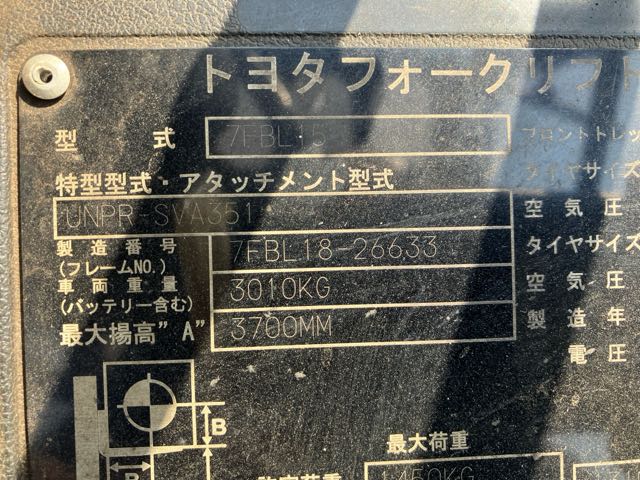 トヨタフォークリフト
型 式 7FBL15 フロントトレッ
特型型式・アタッチメント型式 タイヤサイズ
UNPR-SVA351 空 気 圧
製造番号 7FBL18-26633 タイヤサイズ
(フレームNO.)
車両重量 3010KG 空 気 圧
(バッテリー含む)
最大揚高"A" 3700MM 製 造 年
電 圧
B
最大荷重
B 1450KG